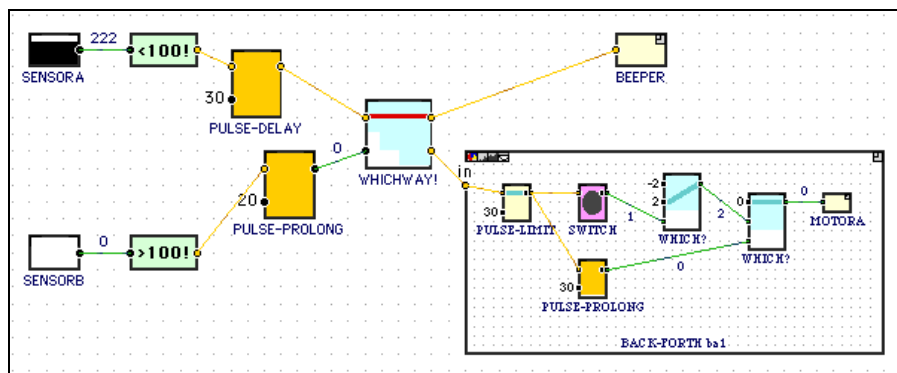 222
<100!
SENSORA
30
PULSE-DELAY
BEEPER
0
WHICHWAY!
20
PULSE-PROLONG
0
>100!
SENSORB
in
30
PULSE-LIMIT
SWITCH
1
-2
2
WHICH?
2
0
WHICH?
0
MOTORA
0
30
PULSE-PROLONG
BACK-FORTH ba1